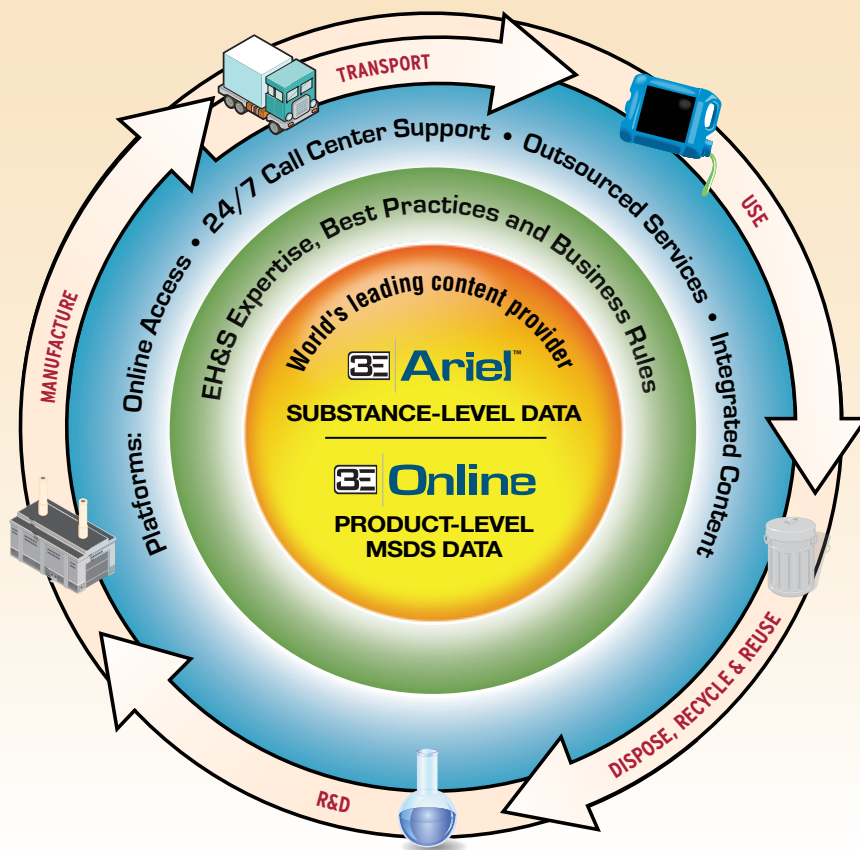 TRANSPORT
USE
DISPOSE, RECYCLE & REUSE
R&D
MANUFACTURE
Platforms: Online Access • 24/7 Call Center Support • Outsourced Services • Integrated Content
EH&S Expertise, Best Practices and Business Rules
World's leading content provider
3E Ariel™
SUBSTANCE-LEVEL DATA
3E Online
PRODUCT-LEVEL
MSDS DATA